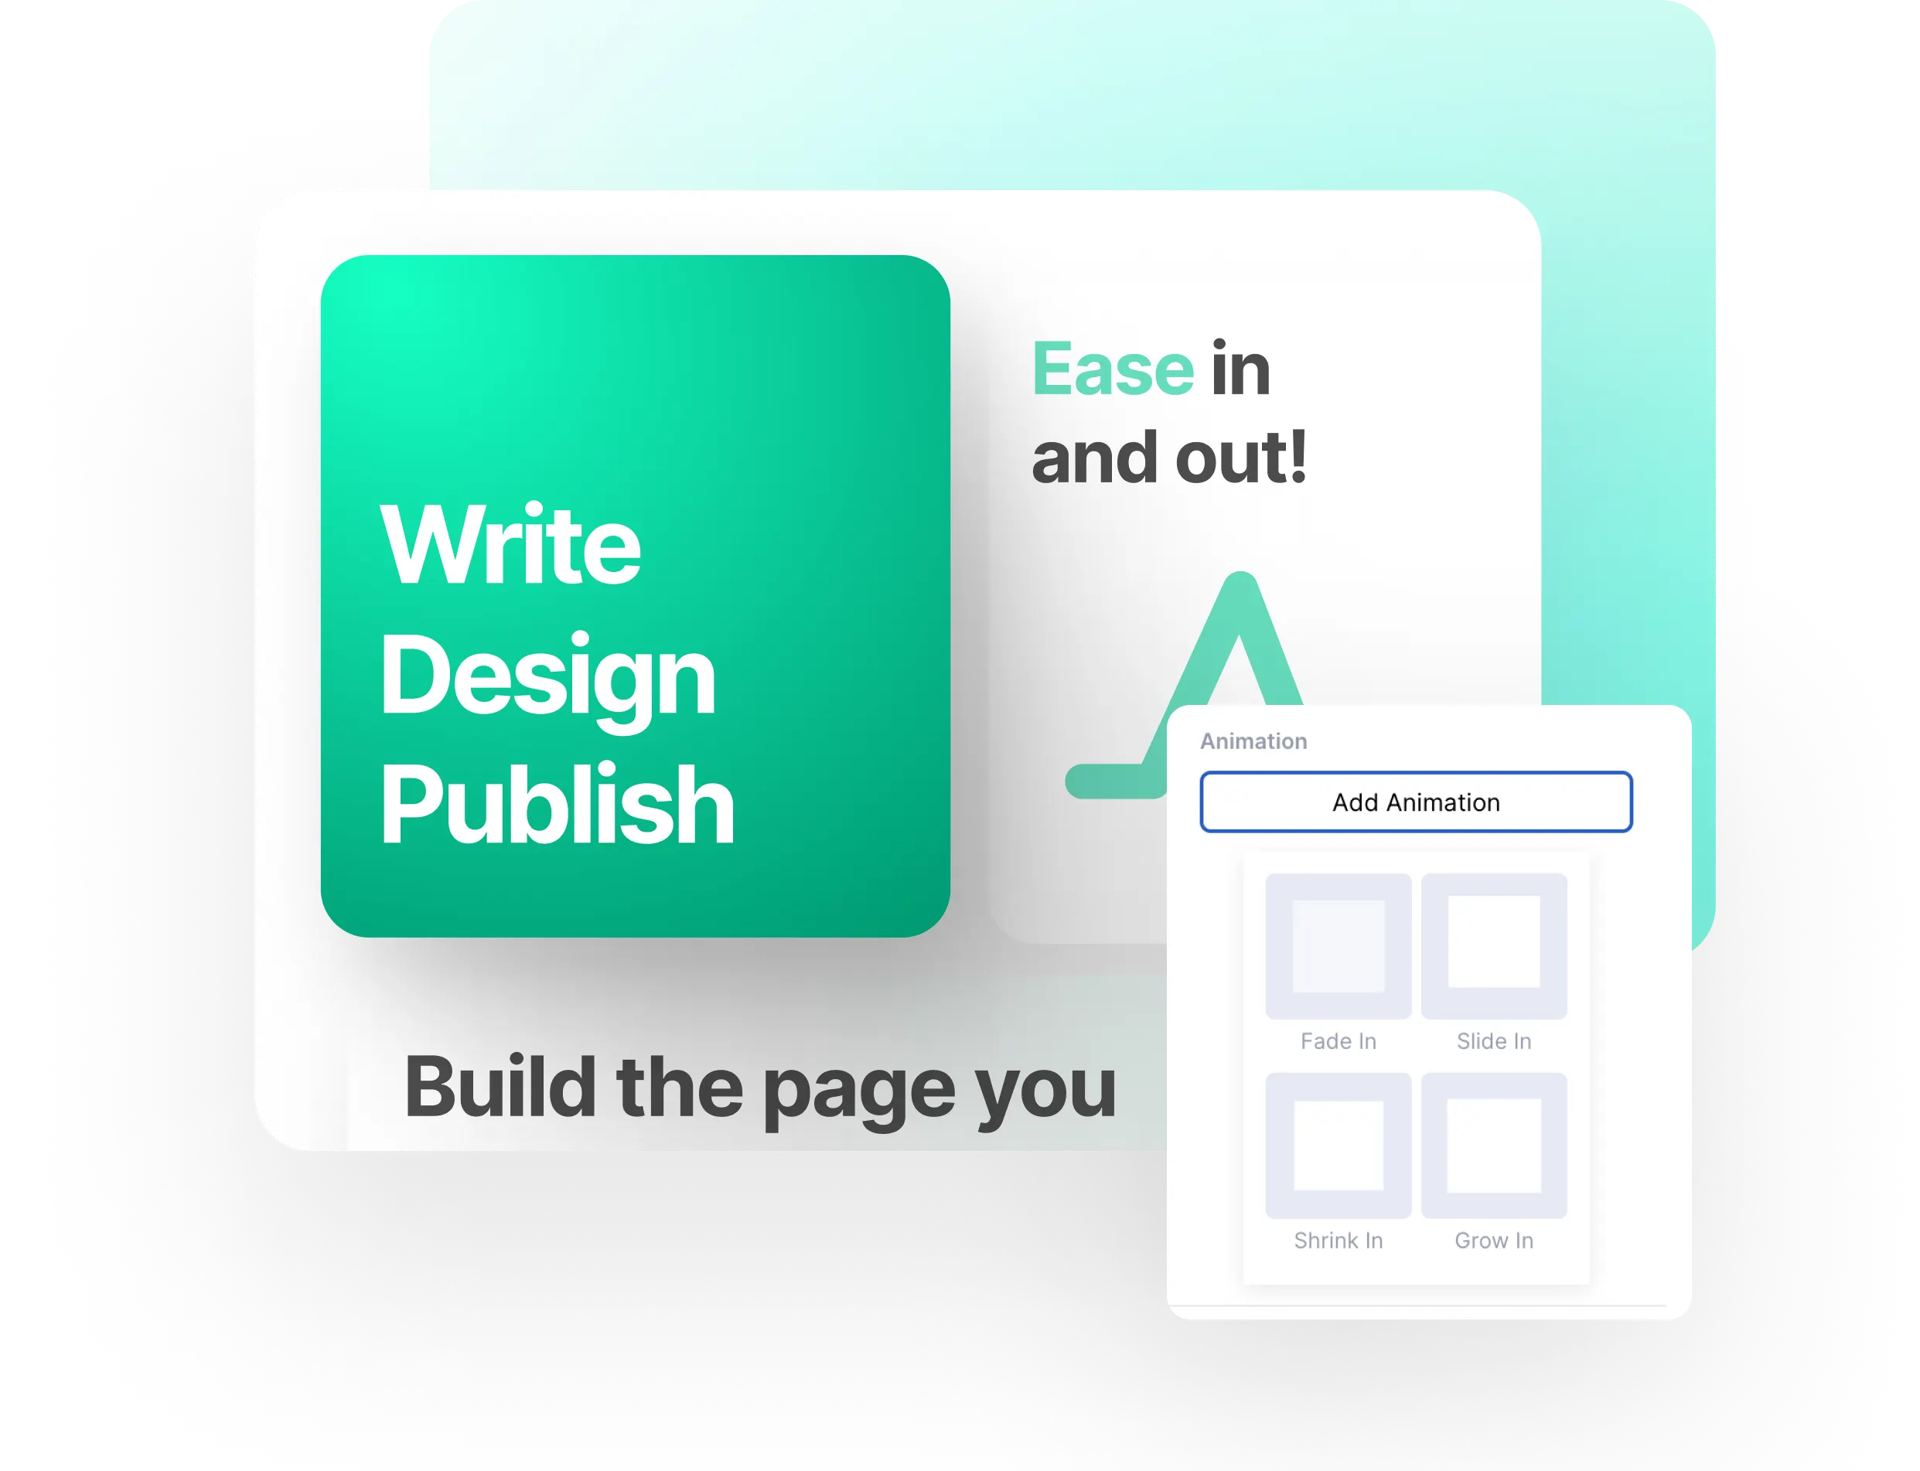 Write
Design
Publish
Ease in
and out!
Build the page you
Animation
Add Animation
Fade In
Slide In
Shrink In
Grow In